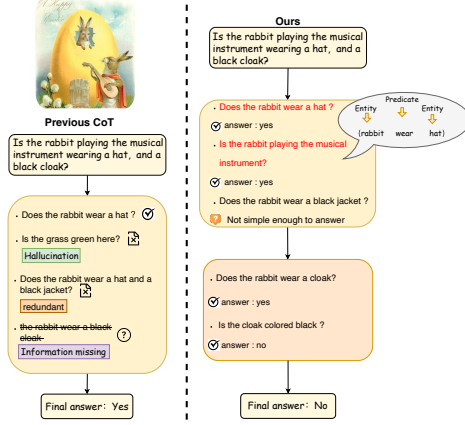 Previous CoT
Is the rabbit playing the musical
instrument wearing a hat, and a
black cloak?
. Does the rabbit wear a hat ?
. Is the grass green here?
Hallucination
. Does the rabbit wear a hat and a
black jacket?
redundant
. the rabbit wear a black
cloak
?
Information missing
Final answer: Yes
Ours
Is the rabbit playing the musical
instrument wearing a hat, and a
black cloak?
. Does the rabbit wear a hat ?
answer : yes
. Is the rabbit playing the musical
instrument?
answer : yes
. Does the rabbit wear a black jacket ?
? Not simple enough to answer
Predicate
Entity Entity
(rabbit wear hat)
. Does the rabbit wear a cloak?
answer : yes
. Is the cloak colored black ?
answer : no
Final answer: No